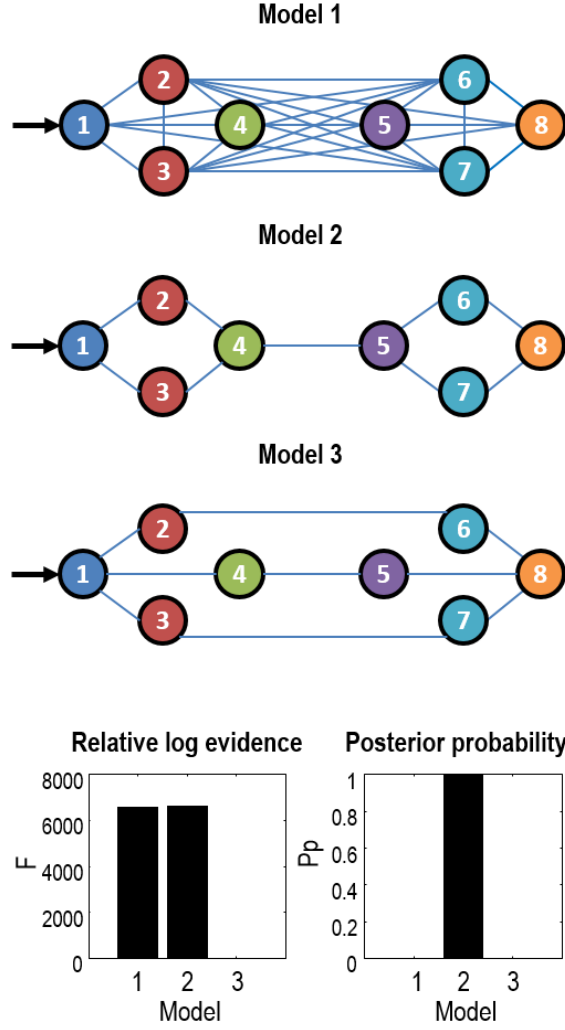 Model 1
2 6
1 4 5 8
3 7
Model 2
2 6
1 4 5 8
3 7
Model 3
2 6
1 4 5 8
3 7
Relative log evidence
8000
6000
4000
2000
0
F
1 2 3
Model
Posterior probability
1
0.8
0.6
0.4
0.2
0
Pp
1 2 3
Model